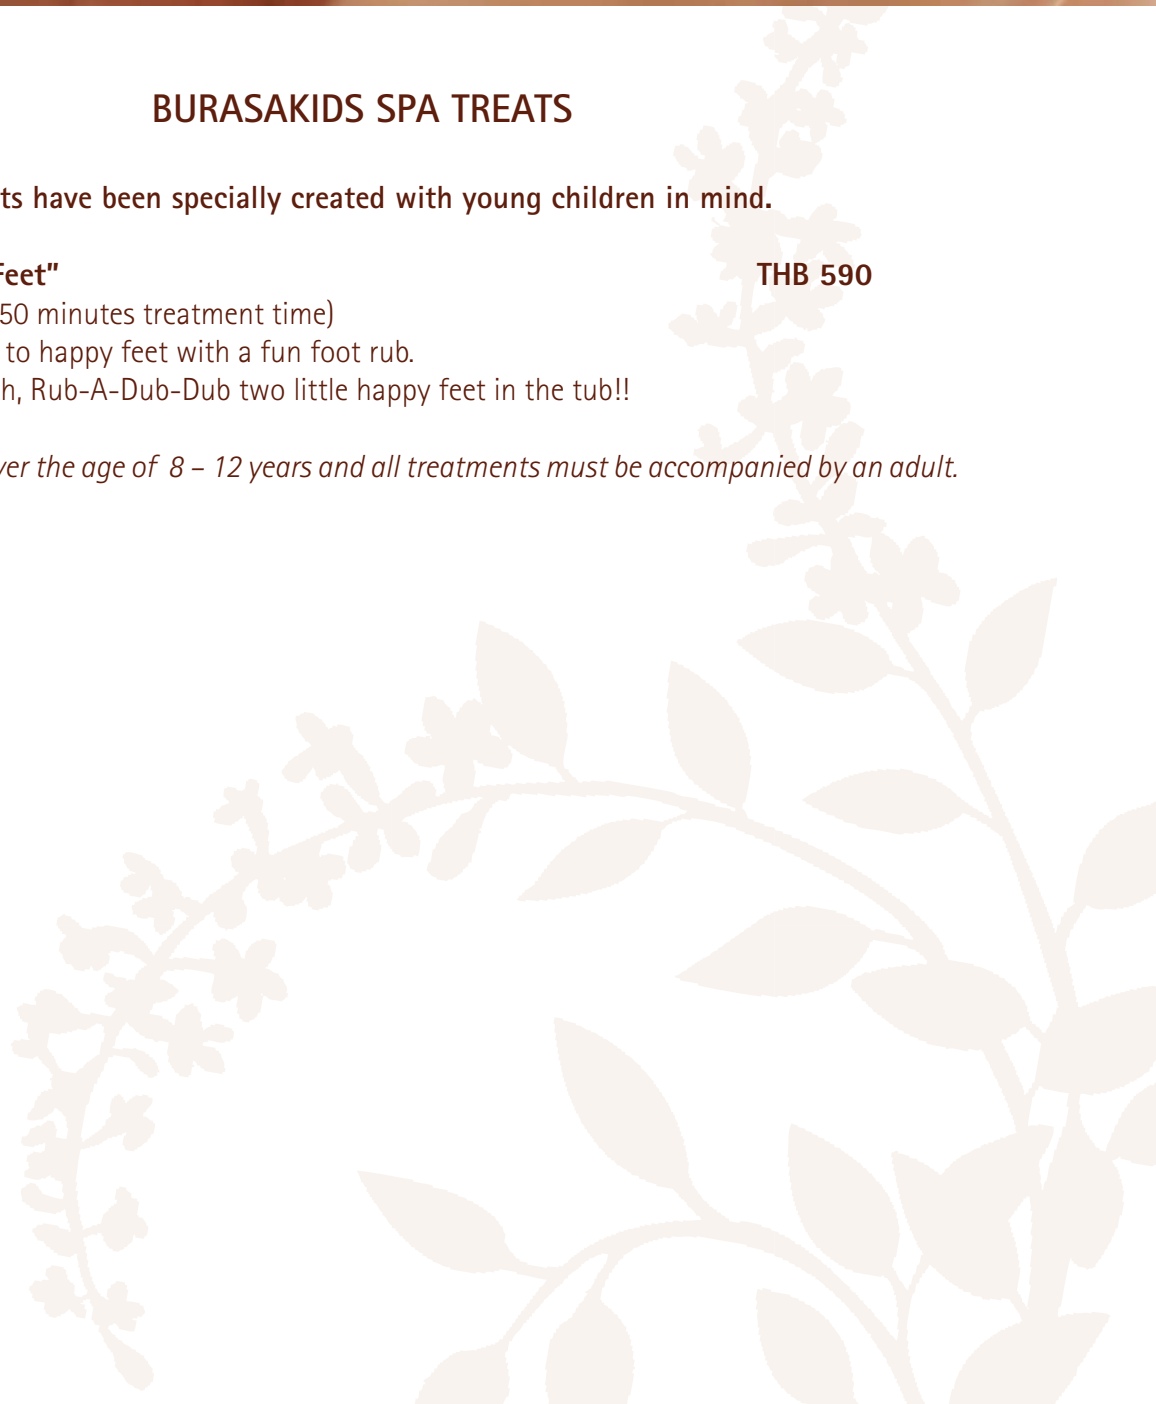 BURASAKIDS SPA TREATS
ts have been specially created with young children in mind.
Feet" THB 590
50 minutes treatment time)
to happy feet with a fun foot rub.
h, Rub-A-Dub-Dub two little happy feet in the tub!!
ver the age of 8 – 12 years and all treatments must be accompanied by an adult.